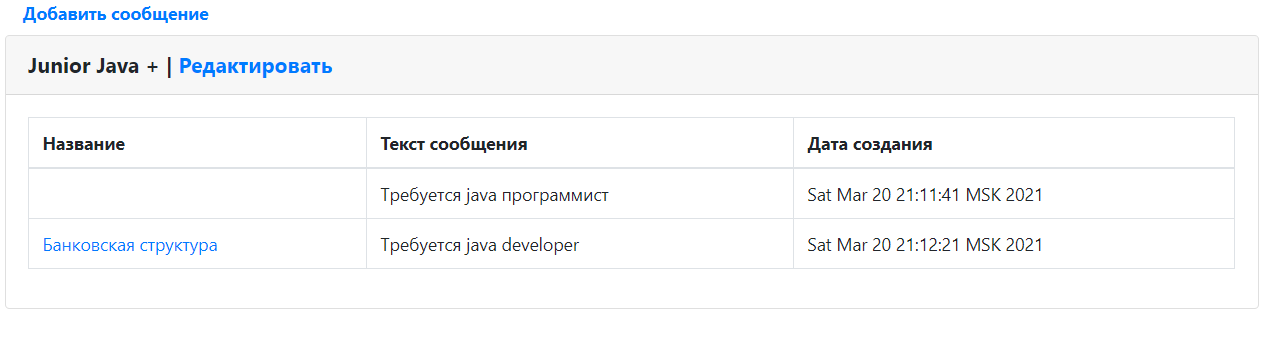 Добавить сообщение
Junior Java + | Редактировать
Название Текст сообщения Дата создания
Требуется java программист Sat Mar 20 21:11:41 MSK 2021
Банковская структура Требуется java developer Sat Mar 20 21:12:21 MSK 2021